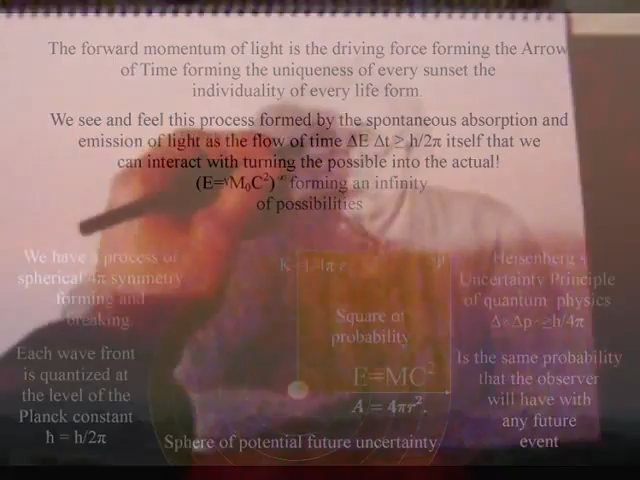 The forward momentum of light is the driving force forming the Arrow
of Time forming the uniqueness of every sunset the
individuality of every life form.
We see and feel this process formed by the spontaneous absorption and
emission of light as the flow of time ΔE Δt ≥ h/2π itself that we
can interact with turning the possible into the actual!
(E=ᵞM₀C²)⁻∞ forming an infinity
of possibilities
We have a process of
spherical 4π symmetry
forming and
breaking.
Each wave front
is quantized at
the level of the
Planck constant
ħ = h/2π
Ψ
Square of
probability
E=MC²
A = 4πr².
Sphere of potential future uncertainty.
Heisenberg's
Uncertainty Principle
of quantum physics
Δ×Δp×≥h/4π
Is the same probability
that the observer
will have with
any future
event